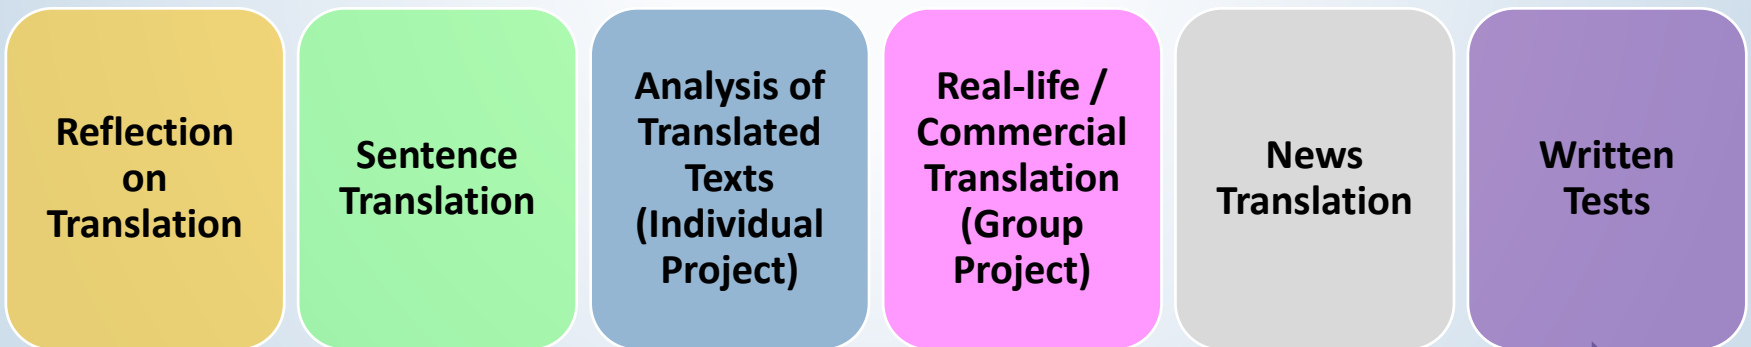 Reflection
on
Translation
Sentence
Translation
Analysis of
Translated
Texts
(Individual
Project)
Real-life /
Commercial
Translation
(Group
Project)
News
Translation
Written
Tests